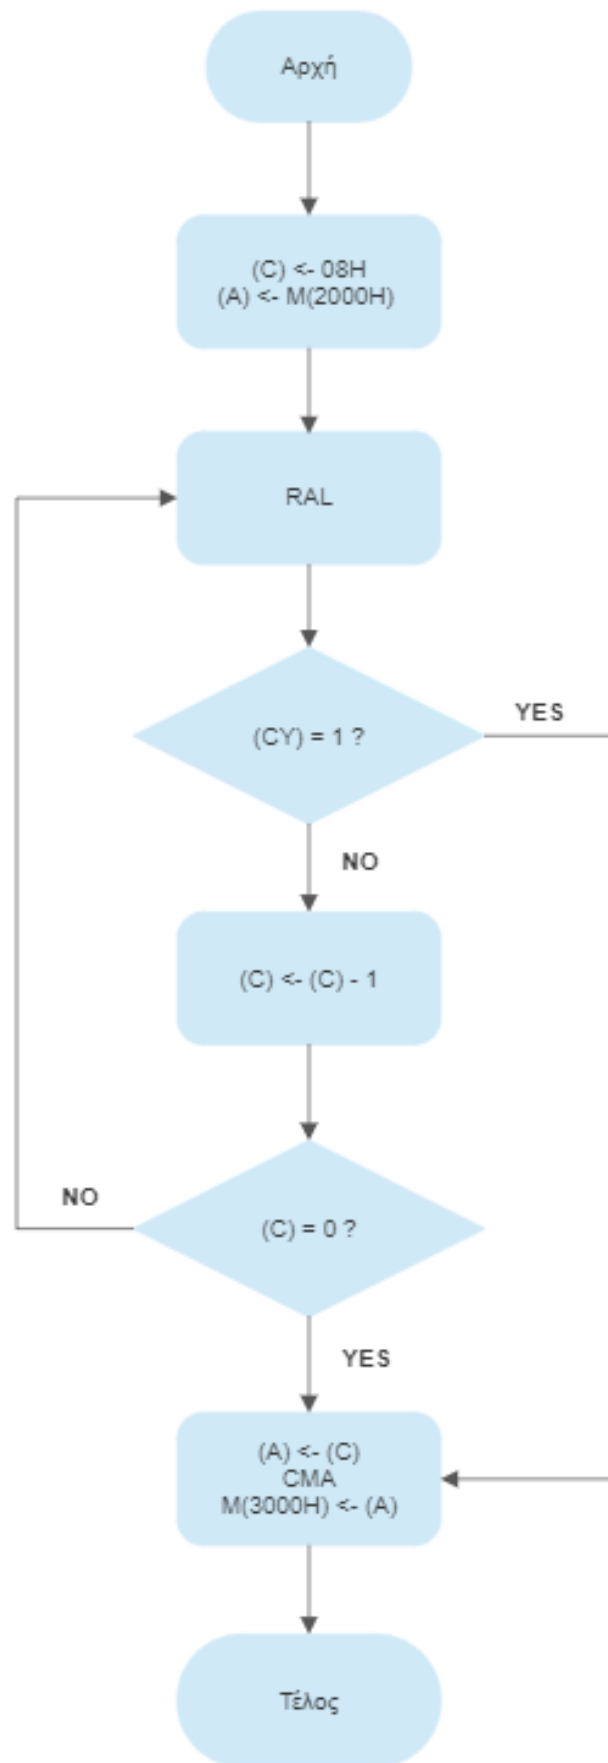 Αρχή
(C) <- 08H
(A) <- M(2000H)
RAL
(CY) = 1 ?
YES
NO
(C) <- (C) - 1
NO
(C) = 0 ?
YES
(A) <- (C)
CMA
M(3000H) <- (A)
Τέλος